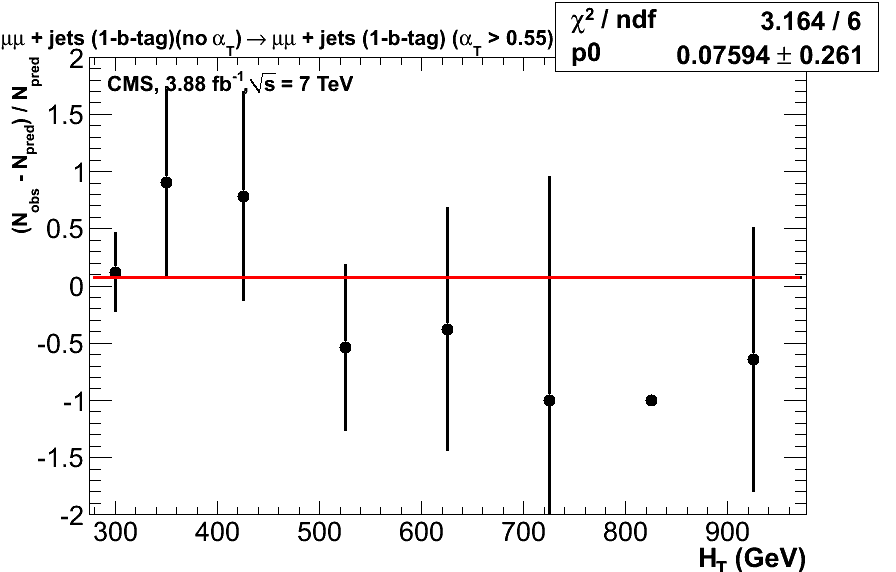 μμ + jets (1-b-tag)(no α_T) → μμ + jets (1-b-tag) (α_T > 0.55)
χ² / ndf 3.164 / 6
p0 0.07594 ± 0.261
CMS, 3.88 fb⁻¹,√s = 7 TeV
(N_obs - N_pred) / N_pred
2
1.5
1
0.5
0
-0.5
-1
-1.5
-2
300 400 500 600 700 800 900
H_T (GeV)